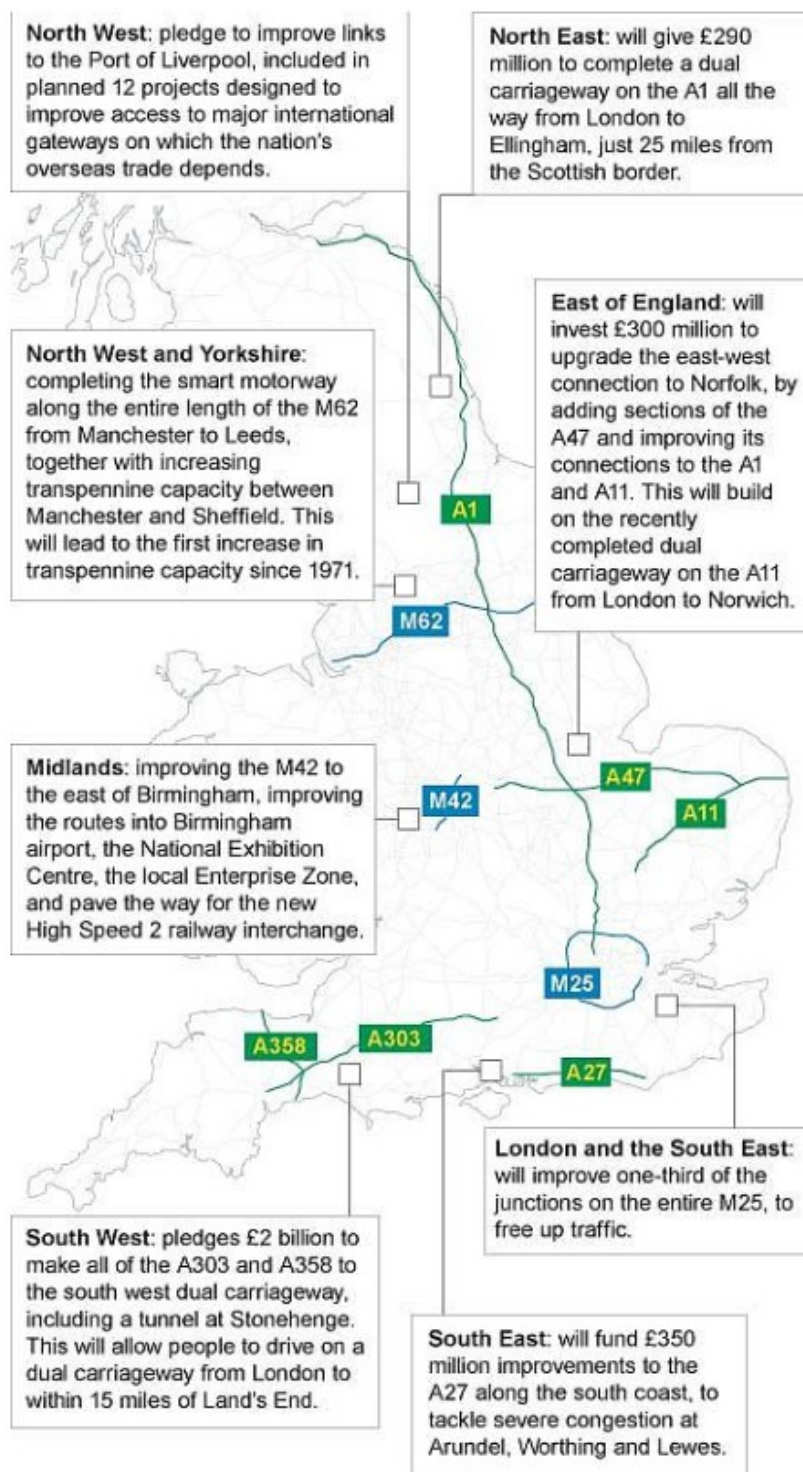 North West: pledge to improve links
to the Port of Liverpool, included in
planned 12 projects designed to
improve access to major international
gateways on which the nation's
overseas trade depends.
North East: will give £290
million to complete a dual
carriageway on the A1 all the
way from London to
Ellingham, just 25 miles from
the Scottish border.
East of England: will
invest £300 million to
upgrade the east-west
connection to Norfolk, by
adding sections of the
A47 and improving its
connections to the A1
and A11. This will build
on the recently
completed dual
carriageway on the A11
from London to Norwich.
North West and Yorkshire:
completing the smart motorway
along the entire length of the M62
from Manchester to Leeds,
together with increasing
transpennine capacity between
Manchester and Sheffield. This
will lead to the first increase in
transpennine capacity since 1971.
A1
M62
Midlands: improving the M42 to
the east of Birmingham, improving
the routes into Birmingham
airport, the National Exhibition
Centre, the local Enterprise Zone,
and pave the way for the new
High Speed 2 railway interchange.
M42
A47
A11
M25
A358
A303
A27
London and the South East:
will improve one-third of the
junctions on the entire M25, to
free up traffic.
South West: pledges £2 billion to
make all of the A303 and A358 to
the south west dual carriageway,
including a tunnel at Stonehenge.
This will allow people to drive on a
dual carriageway from London to
within 15 miles of Land's End.
South East: will fund £350
million improvements to the
A27 along the south coast, to
tackle severe congestion at
Arundel, Worthing and Lewes.